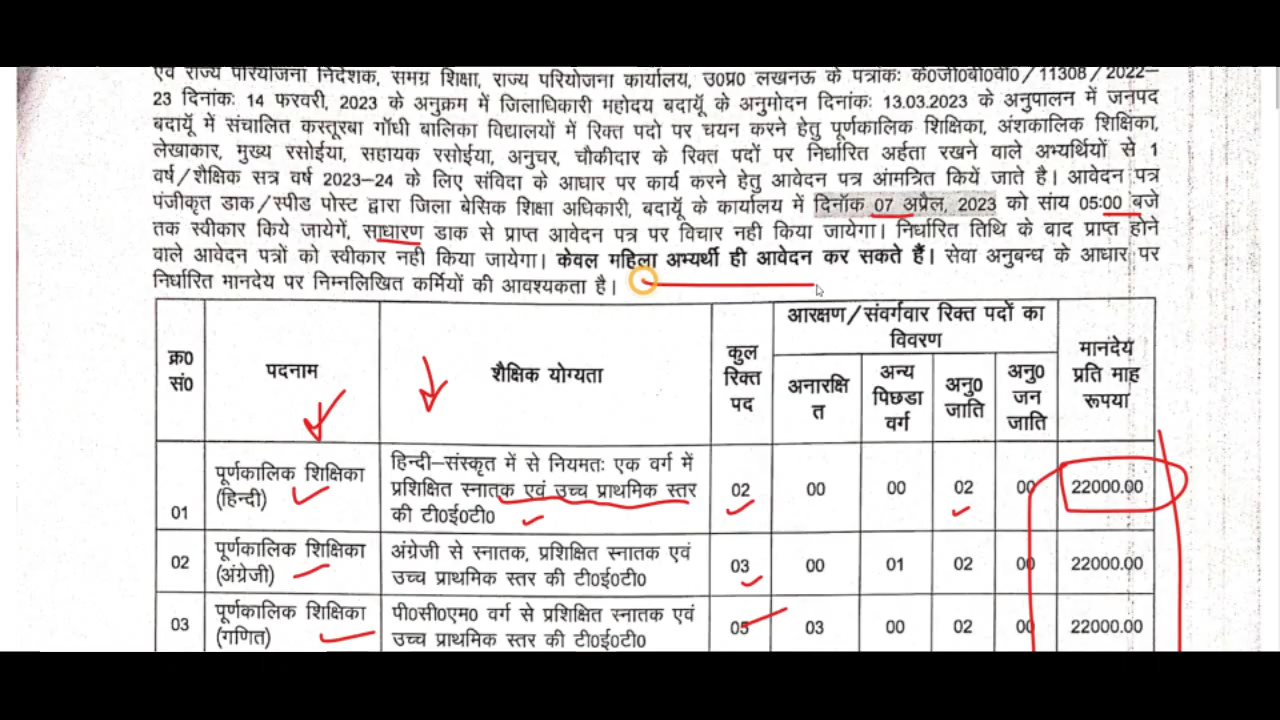 एवं राज्य परियोजना निदेशक, समग्र शिक्षा, राज्य परियोजना कार्यालय, उ0प्र0 लखनऊ के पत्रांकः के0जी0बी0वी0/11308/2022–
23 दिनांकः 14 फरवरी, 2023 के अनुक्रम में जिलाधिकारी महोदय बदायूँ के अनुमोदन दिनांकः 13.03.2023 के अनुपालन में जनपद
बदायूँ में संचालित कस्तूरबा गॉधी बालिका विद्यालयों में रिक्त पदो पर चयन करने हेतु पूर्णकालिक शिक्षिका, अंशकालिक शिक्षिका,
लेखाकार, मुख्य रसोईया, सहायक रसोईया, अनुचर, चौकीदार के रिक्त पदों पर निर्धारित अर्हता रखने वाले अभ्यर्थियों से 1
वर्ष/शैक्षिक सत्र वर्ष 2023–24 के लिए संविदा के आधार पर कार्य करने हेतु आवेदन पत्र आंमत्रित कियें जाते है। आवेदन पत्र
पंजीकृत डाक/स्पीड पोस्ट द्वारा जिला बेसिक शिक्षा अधिकारी, बदायूँ के कार्यालय में दिनॉक 07 अप्रैल, 2023 को सांय 05:00 बजे
तक स्वीकार किये जायेगें, साधारण डाक से प्राप्त आवेदन पत्र पर विचार नही किया जायेगा। निर्धारित तिथि के बाद प्राप्त होने
वाले आवेदन पत्रों को स्वीकार नही किया जायेगा। केवल महिला अभ्यर्थी ही आवेदन कर सकते हैं। सेवा अनुबन्ध के आधार पर
निर्धारित मानदेय पर निम्नलिखित कर्मियों की आवश्यकता है।
क्र0 सं0 पदनाम शैक्षिक योग्यता कुल रिक्त पद आरक्षण/संवर्गवार रिक्त पदों का विवरण मानंदेय प्रति माह रूपया
अनारक्षित अन्य पिछडा वर्ग अनु0 जाति अनु0 जन जाति
01 पूर्णकालिक शिक्षिका (हिन्दी) हिन्दी–संस्कृत में से नियमतः एक वर्ग में प्रशिक्षित स्नातक एवं उच्च प्राथमिक स्तर की टी0ई0टी0 02 00 00 02 00 22000.00
02 पूर्णकालिक शिक्षिका (अंग्रेजी) अंग्रेजी से स्नातक, प्रशिक्षित स्नातक एवं उच्च प्राथमिक स्तर की टी0ई0टी0 03 00 01 02 00 22000.00
03 पूर्णकालिक शिक्षिका (गणित) पी0सी0एम0 वर्ग से प्रशिक्षित स्नातक एवं उच्च प्राथमिक स्तर की टी0ई0टी0 05 03 00 02 00 22000.00